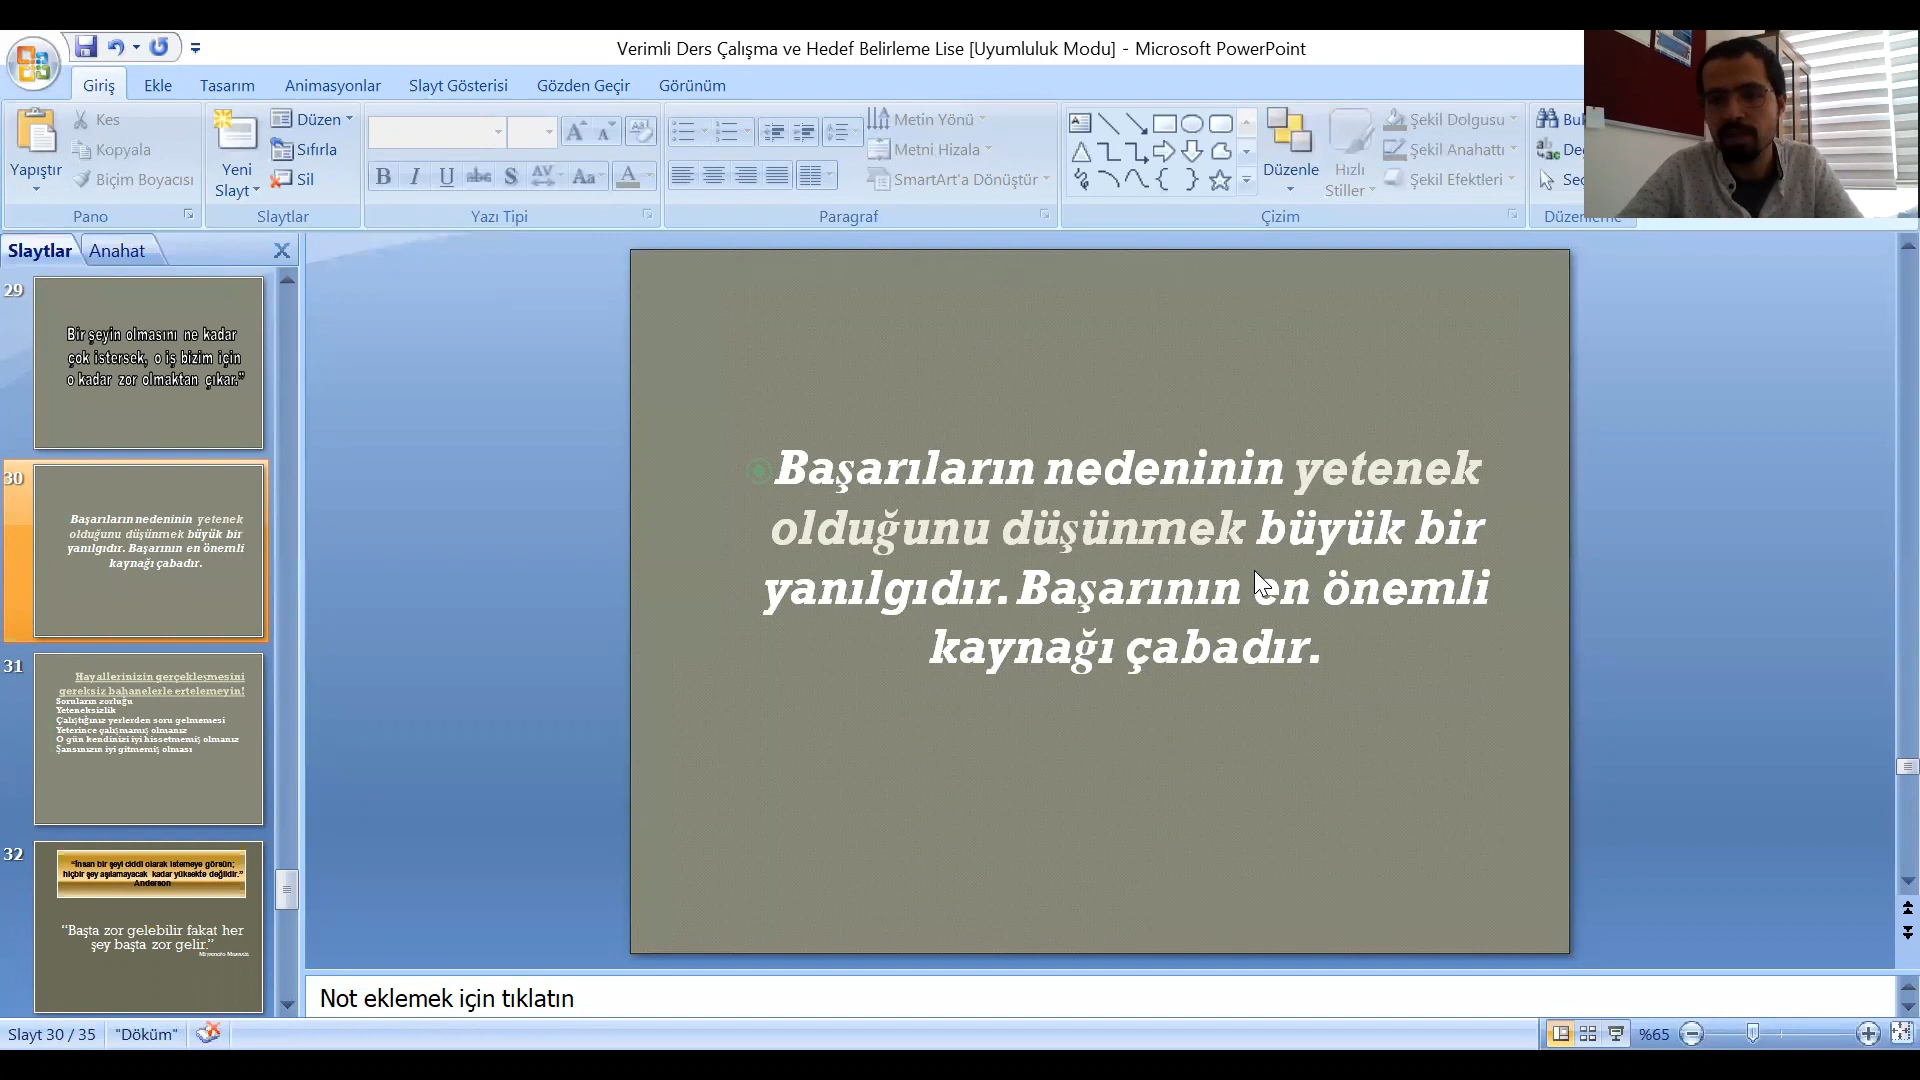 Verimli Ders Çalışma ve Hedef Belirleme Lise [Uyumluluk Modu] - Microsoft PowerPoint
Giriş Ekle Tasarım Animasyonlar Slayt Gösterisi Gözden Geçir Görünüm
Yapıştır
Kes
Kopyala
Biçim Boyacısı
Pano
Yeni
Slayt
Düzen
Sıfırla
Sil
Slaytlar
Yazı Tipi
Metin Yönü
Metni Hizala
SmartArt'a Dönüştür
Paragraf
Düzenle
Hızlı
Stiller
Şekil Dolgusu
Şekil Anahattı
Şekil Efektleri
Çizim
Düzenleme
Slaytlar Anahat
29
Bir şeyin olmasını ne kadar
çok istersek, o iş bizim için
o kadar zor olmaktan çıkar.”
30
Başarıların nedeninin yetenek
olduğunu düşünmek büyük bir
yanılgıdır. Başarının en önemli
kaynağı çabadır.
31
Hayallerinizin gerçekleşmesini
gereksiz bahanelerle ertelemeyin!
Soruların zorluğu
Yeteneksizlik
Çalıştığınız yerlerden soru gelmemesi
Yeterince çalışmamış olmanız
O gün kendinizi iyi hissetmemiş olmanız
Şansınızın iyi gitmemiş olması
32
“İnsan bir şeyi ciddi olarak istemeye görsün;
hiçbir şey aşılamayacak kadar yüksekte değildir.”
Anderson
“Başta zor gelebilir fakat her
şey başta zor gelir.”
Başarıların nedeninin yetenek
olduğunu düşünmek büyük bir
yanılgıdır. Başarının en önemli
kaynağı çabadır.
Not eklemek için tıklatın
Slayt 30 / 35 "Döküm" %65